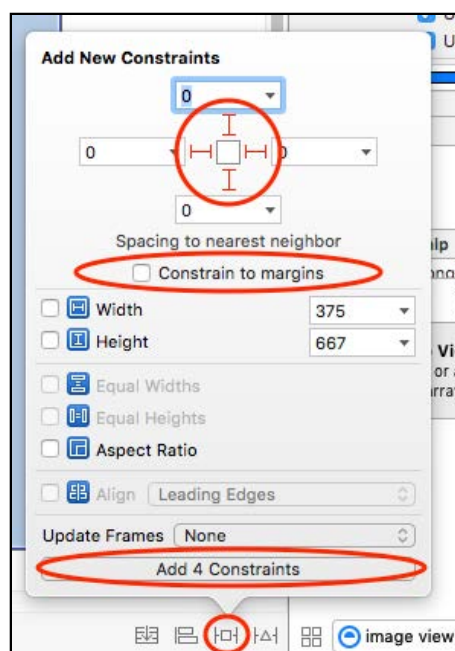 U
U
Add New Constraints
0
0 0
0
Spacing to nearest neighbor
Constrain to margins
Width 375
Height 667
Equal Widths
Equal Heights
Aspect Ratio
Align Leading Edges
Update Frames None
Add 4 Constraints
image view